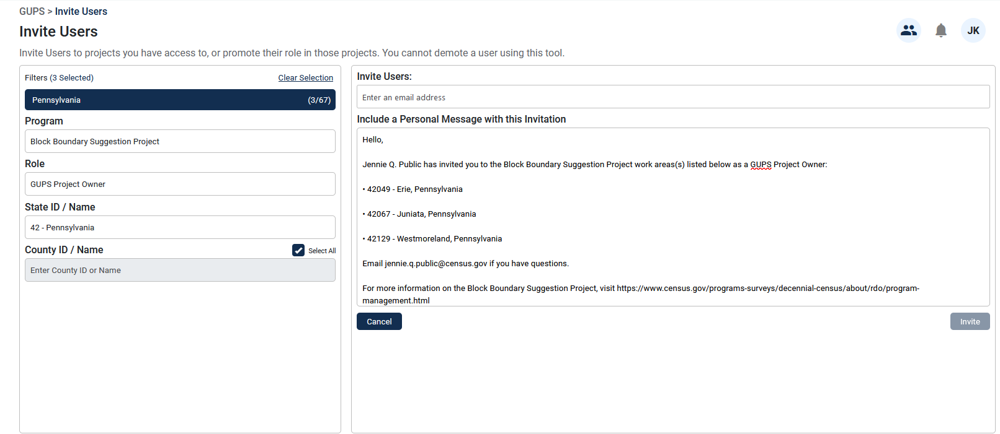 GUPS > Invite Users
Invite Users
JK
Invite Users to projects you have access to, or promote their role in those projects. You cannot demote a user using this tool.
Filters (3 Selected)
Clear Selection
Pennsylvania
(3/67)
Program
Block Boundary Suggestion Project
Role
GUPS Project Owner
State ID / Name
42 - Pennsylvania
County ID / Name
Select All
Enter County ID or Name
Invite Users:
Enter an email address
Include a Personal Message with this Invitation
Hello,
Jennie Q. Public has invited you to the Block Boundary Suggestion Project work areas(s) listed below as a GUPS Project Owner:
• 42049 - Erie, Pennsylvania
• 42067 - Juniata, Pennsylvania
• 42129 - Westmoreland, Pennsylvania
Email jennie.q.public@census.gov if you have questions.
For more information on the Block Boundary Suggestion Project, visit https://www.census.gov/programs-surveys/decennial-census/about/rdo/program-
management.html
Cancel
Invite